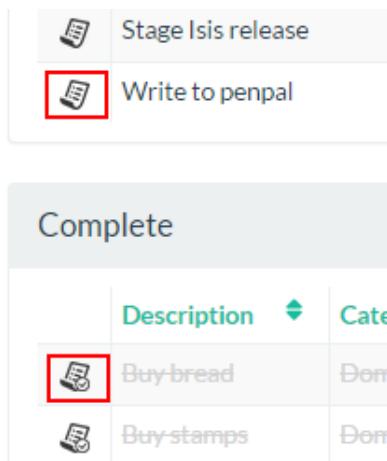 Stage Isis release
Write to penpal
Complete
Description
Buy bread
Buy stamps